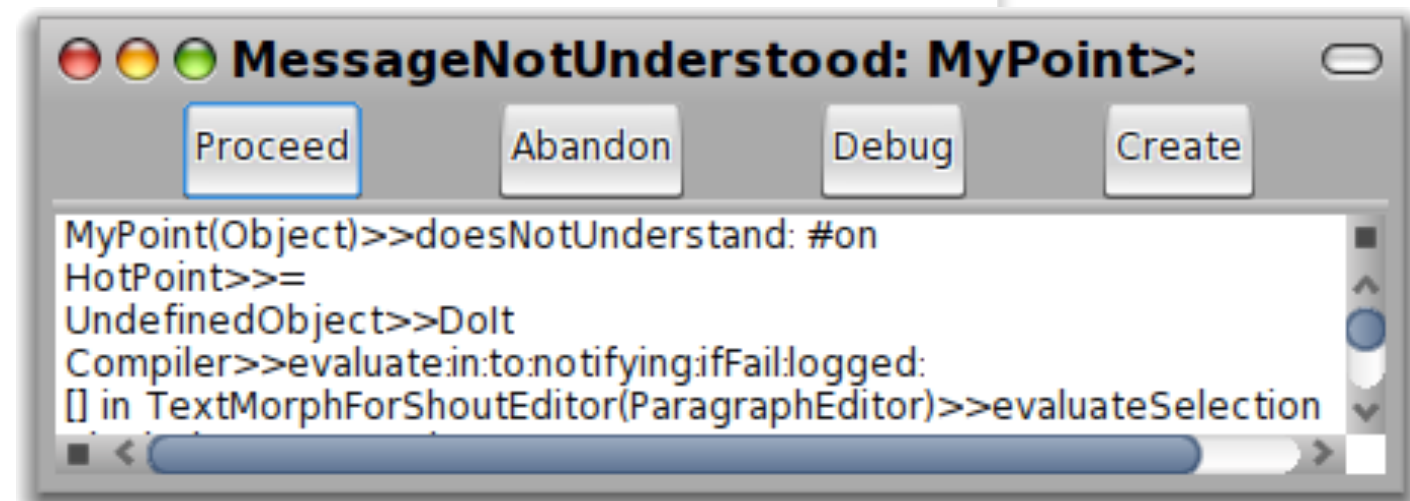 MessageNotUnderstood: MyPoint>>
Proceed Abandon Debug Create
MyPoint(Object)>>doesNotUnderstand: #on
HotPoint>>=
UndefinedObject>>DoIt
Compiler>>evaluate:in:to:notifying:ifFail:logged:
[] in TextMorphForShoutEditor(ParagraphEditor)>>evaluateSelection